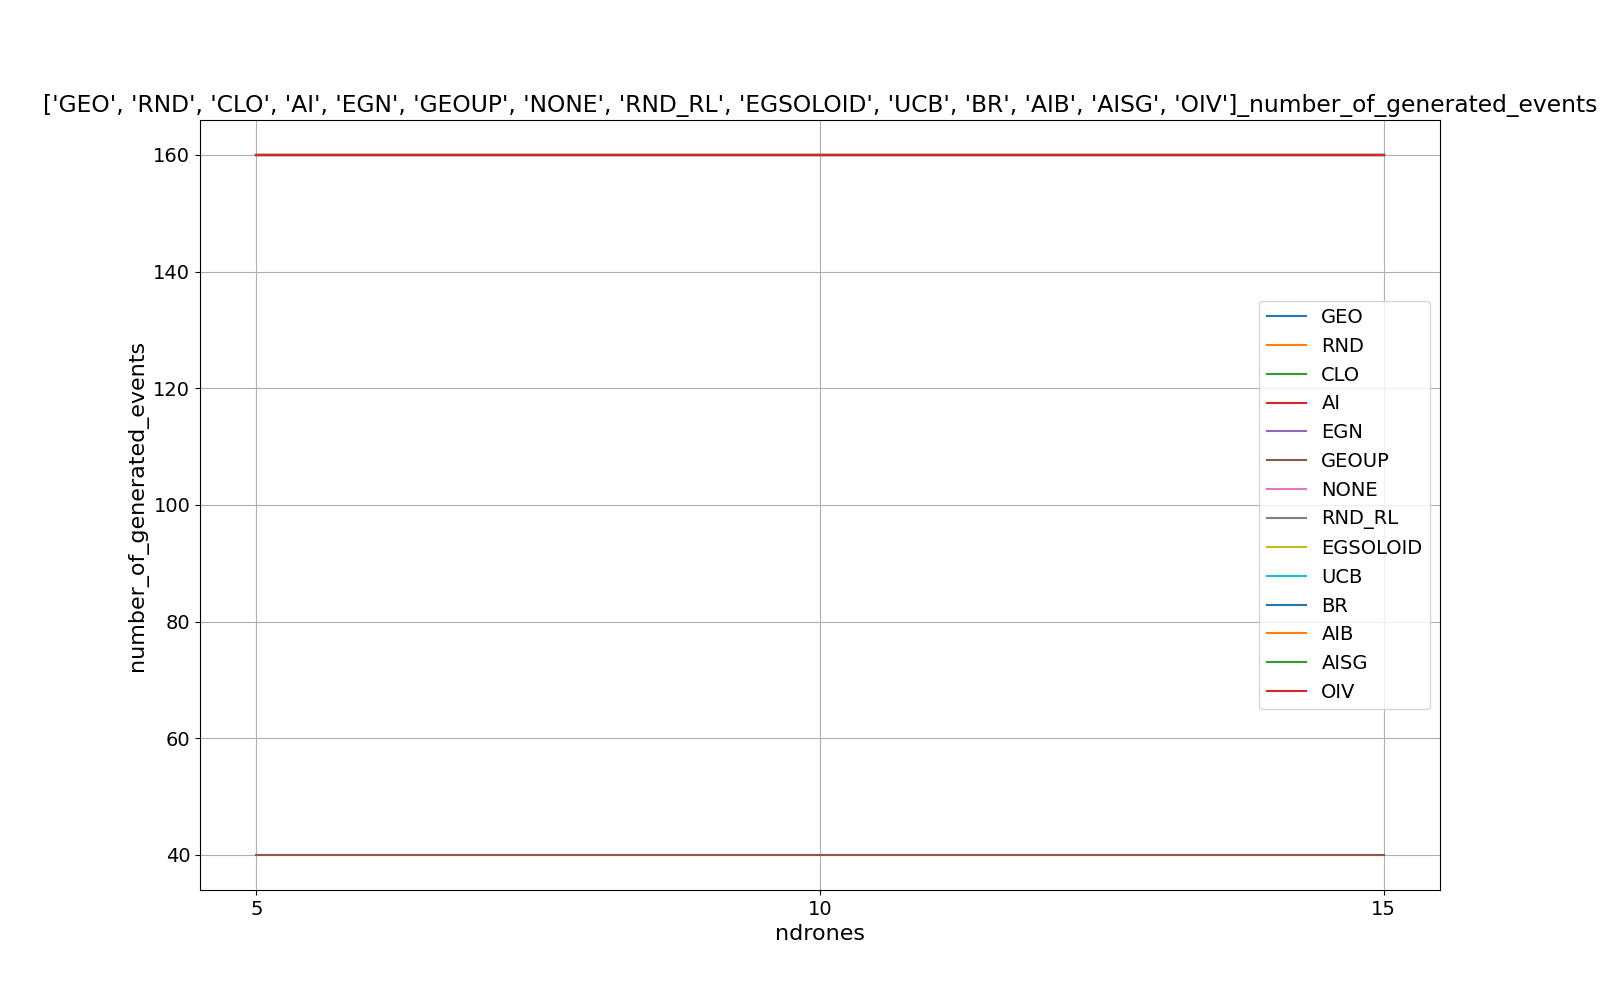 ['GEO', 'RND', 'CLO', 'AI', 'EGN', 'GEOUP', 'NONE', 'RND_RL', 'EGSOLOID', 'UCB', 'BR', 'AIB', 'AISG', 'OIV']_number_of_generated_events
160
140
120
100
80
60
40
number_of_generated_events
GEO
RND
CLO
AI
EGN
GEOUP
NONE
RND_RL
EGSOLOID
UCB
BR
AIB
AISG
OIV
5 10 15
ndrones